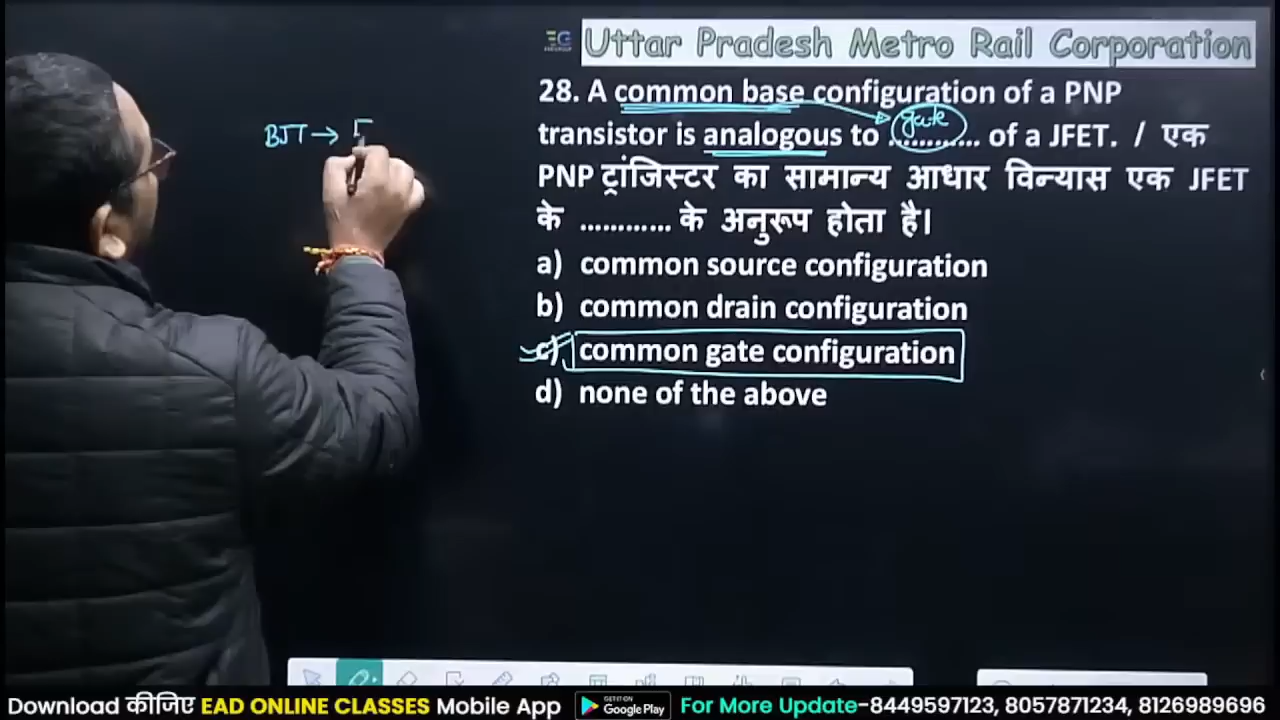 Uttar Pradesh Metro Rail Corporation
28. A common base configuration of a PNP
gate
transistor is analogous to ............ of a JFET. / एक
PNP ट्रांजिस्टर का सामान्य आधार विन्यास एक JFET
के ............ के अनुरूप होता है।
a) common source configuration
b) common drain configuration
c) common gate configuration
d) none of the above
BJT →
Download कीजिए EAD ONLINE CLASSES Mobile App GET IT ON Google Play For More Update-8449597123, 8057871234, 8126989696